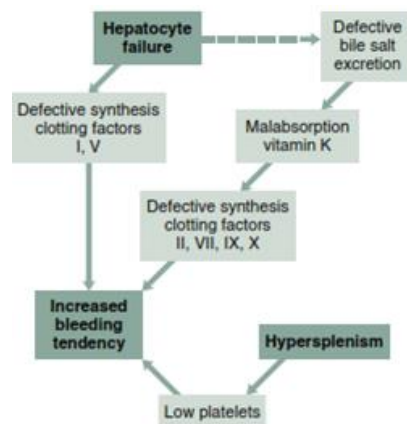 Hepatocyte
failure
Defective
bile salt
excretion
Defective synthesis
clotting factors
I, V
Malabsorption
vitamin K
Defective synthesis
clotting factors
II, VII, IX, X
Increased
bleeding
tendency
Hypersplenism
Low platelets